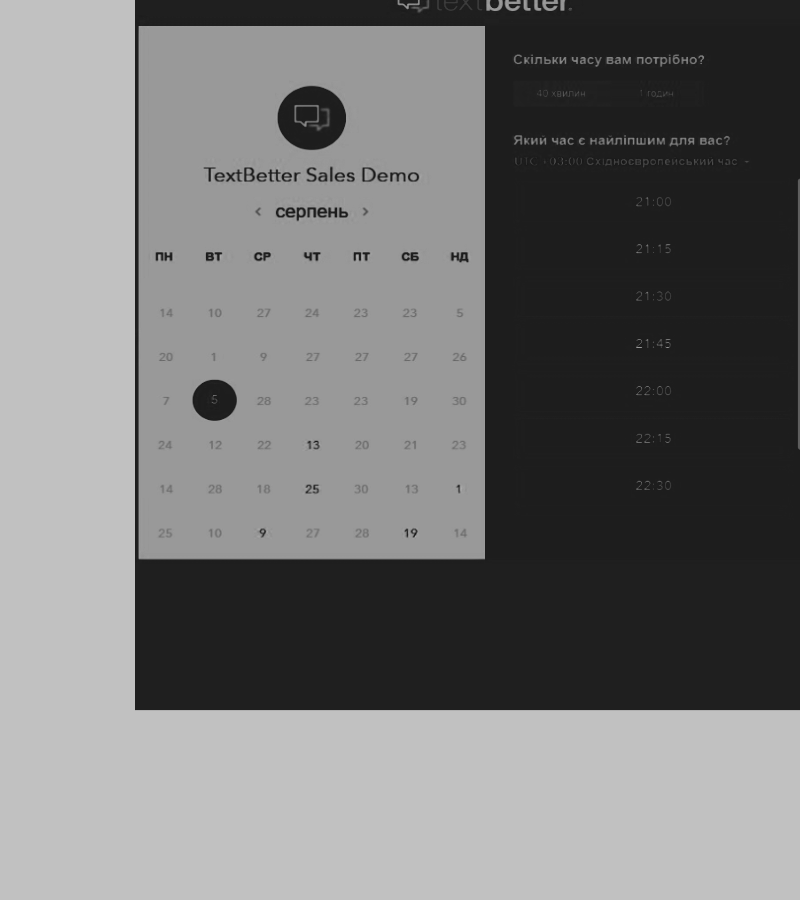 textbetter.
TextBetter Sales Demo
‹ серпень ›
ПН ВТ СР ЧТ ПТ СБ НД
14 10 27 24 23 23 5
20 1 9 27 27 27 26
7 5 28 23 23 19 30
24 12 22 13 20 21 23
14 28 18 25 30 13 1
25 10 9 27 28 19 14
Скільки часу вам потрібно?
40 хвилин 1 годин
Який час є найліпшим для вас?
UTC +03:00 Східноєвропейський час
21:00
21:15
21:30
21:45
22:00
22:15
22:30